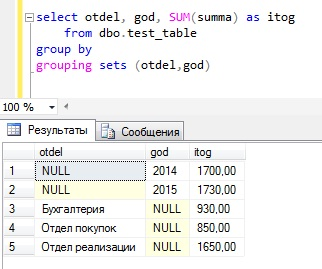 select otdel, god, SUM(summa) as itog
from dbo.test_table
group by
grouping sets (otdel,god)
100 %
Результаты Сообщения
otdel god itog
1 NULL 2014 1700,00
2 NULL 2015 1730,00
3 Бухгалтерия NULL 930,00
4 Отдел покупок NULL 850,00
5 Отдел реализации NULL 1650,00